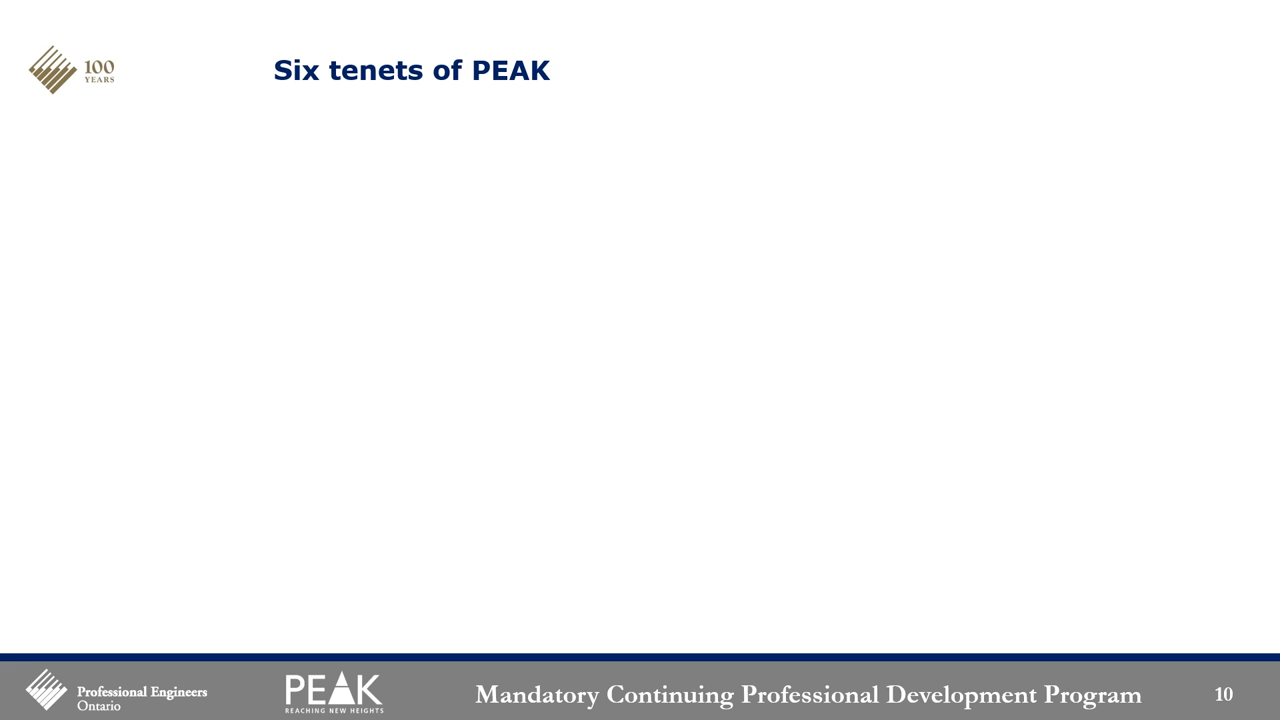 100
YEARS
Six tenets of PEAK
Professional Engineers
Ontario
PEAK
REACHING NEW HEIGHTS
Mandatory Continuing Professional Development Program
10